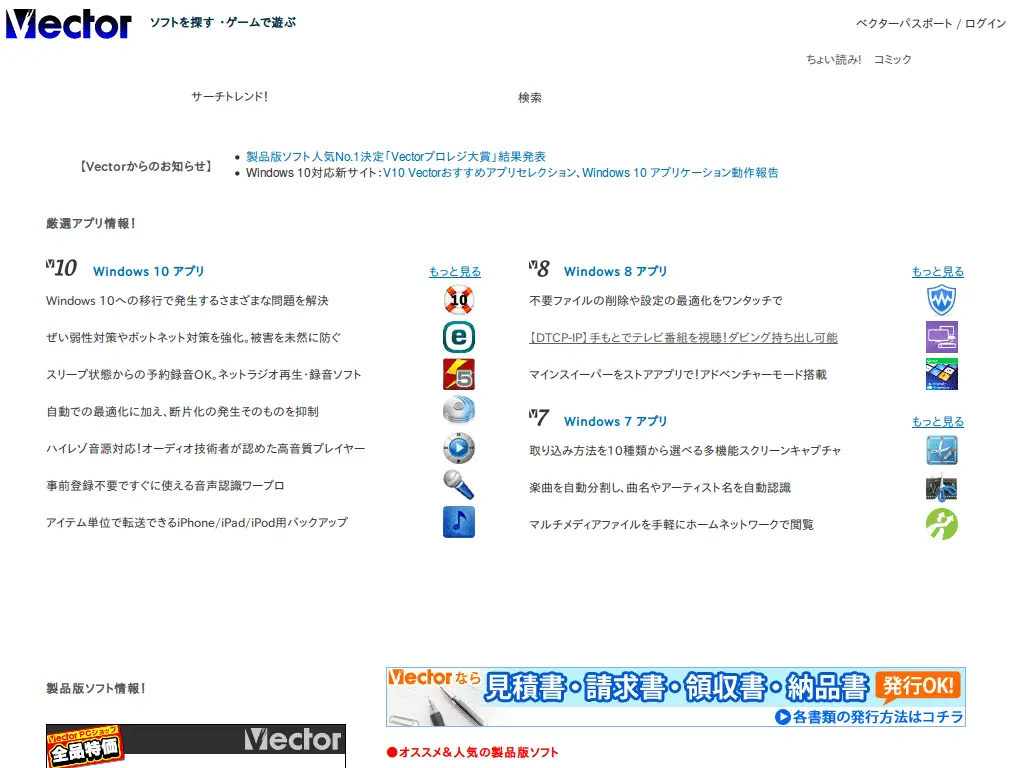 Vector ソフトを探す ・ゲームで遊ぶ
ベクターパスポート / ログイン
ちょい読み! コミック
サーチトレンド! 検索
【Vectorからのお知らせ】
製品版ソフト人気No.1決定「Vectorプロレジ大賞」結果発表
Windows 10対応新サイト：V10 Vectorおすすめアプリセレクション、Windows 10 アプリケーション動作報告
厳選アプリ情報！
V10 Windows 10 アプリ もっと見る
Windows 10への移行で発生するさまざまな問題を解決
10
ぜい弱性対策やボットネット対策を強化。被害を未然に防ぐ
e
スリープ状態からの予約録音OK。ネットラジオ再生・録音ソフト
5
自動での最適化に加え、断片化の発生そのものを抑制
ハイレゾ音源対応！オーディオ技術者が認めた高音質プレイヤー
事前登録不要ですぐに使える音声認識ワープロ
アイテム単位で転送できるiPhone/iPad/iPod用バックアップ
V8 Windows 8 アプリ もっと見る
不要ファイルの削除や設定の最適化をワンタッチで
【DTCP-IP】手もとでテレビ番組を視聴！ダビング持ち出し可能
マインスイーパーをストアアプリで！アドベンチャーモード搭載
V7 Windows 7 アプリ もっと見る
取り込み方法を10種類から選べる多機能スクリーンキャプチャ
楽曲を自動分割し、曲名やアーティスト名を自動認識
マルチメディアファイルを手軽にホームネットワークで閲覧
製品版ソフト情報！
Vector PCショップ
全品特価
Vector
Vectorなら 見積書・請求書・領収書・納品書 発行OK!
各書類の発行方法はコチラ
●オススメ＆人気の製品版ソフト